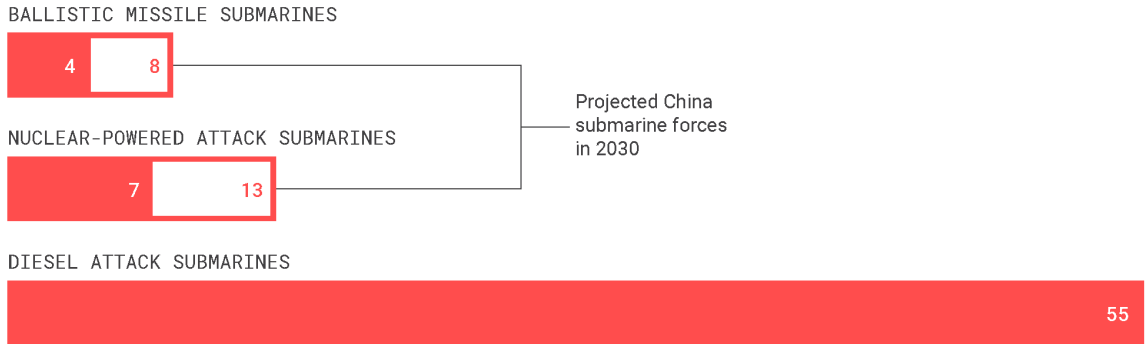 BALLISTIC MISSILE SUBMARINES
4 8
Projected China
submarine forces
in 2030
NUCLEAR-POWERED ATTACK SUBMARINES
7 13
DIESEL ATTACK SUBMARINES
55